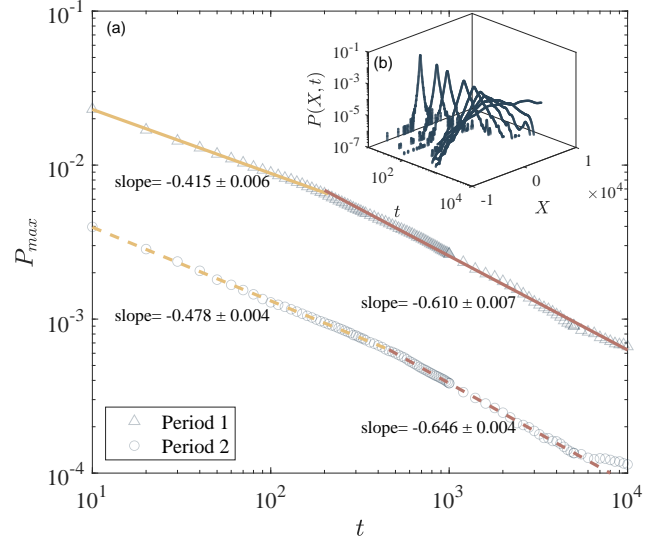 (a)
(b)
P_max
10^-1
10^-2
10^-3
10^-4
10^1
10^2
10^3
10^4
t
slope= -0.415 ± 0.006
slope= -0.610 ± 0.007
slope= -0.478 ± 0.004
slope= -0.646 ± 0.004
Period 1
Period 2
P(X, t)
10^-1
10^-3
10^-5
10^-7
10^2
10^4
t
-1
0
1
×10^4
X